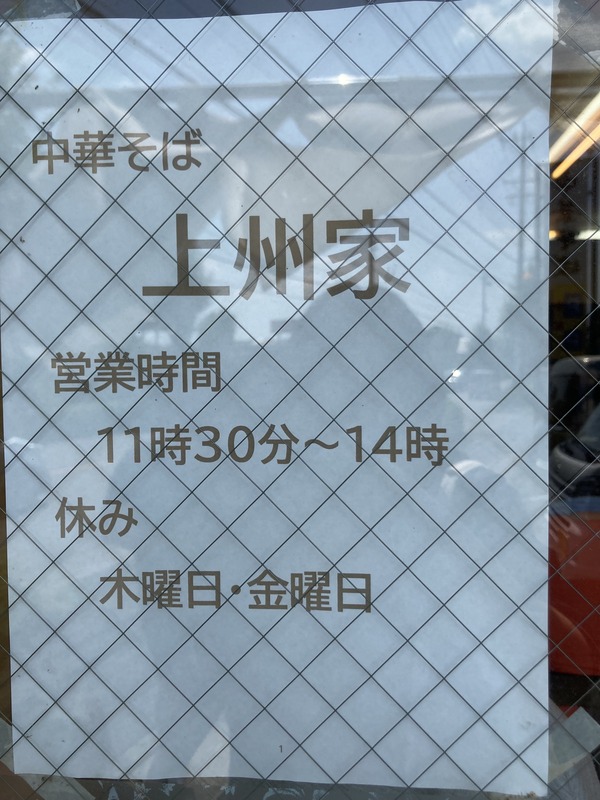 中華そば
上州家
営業時間
11時30分～14時
休み
木曜日・金曜日
1